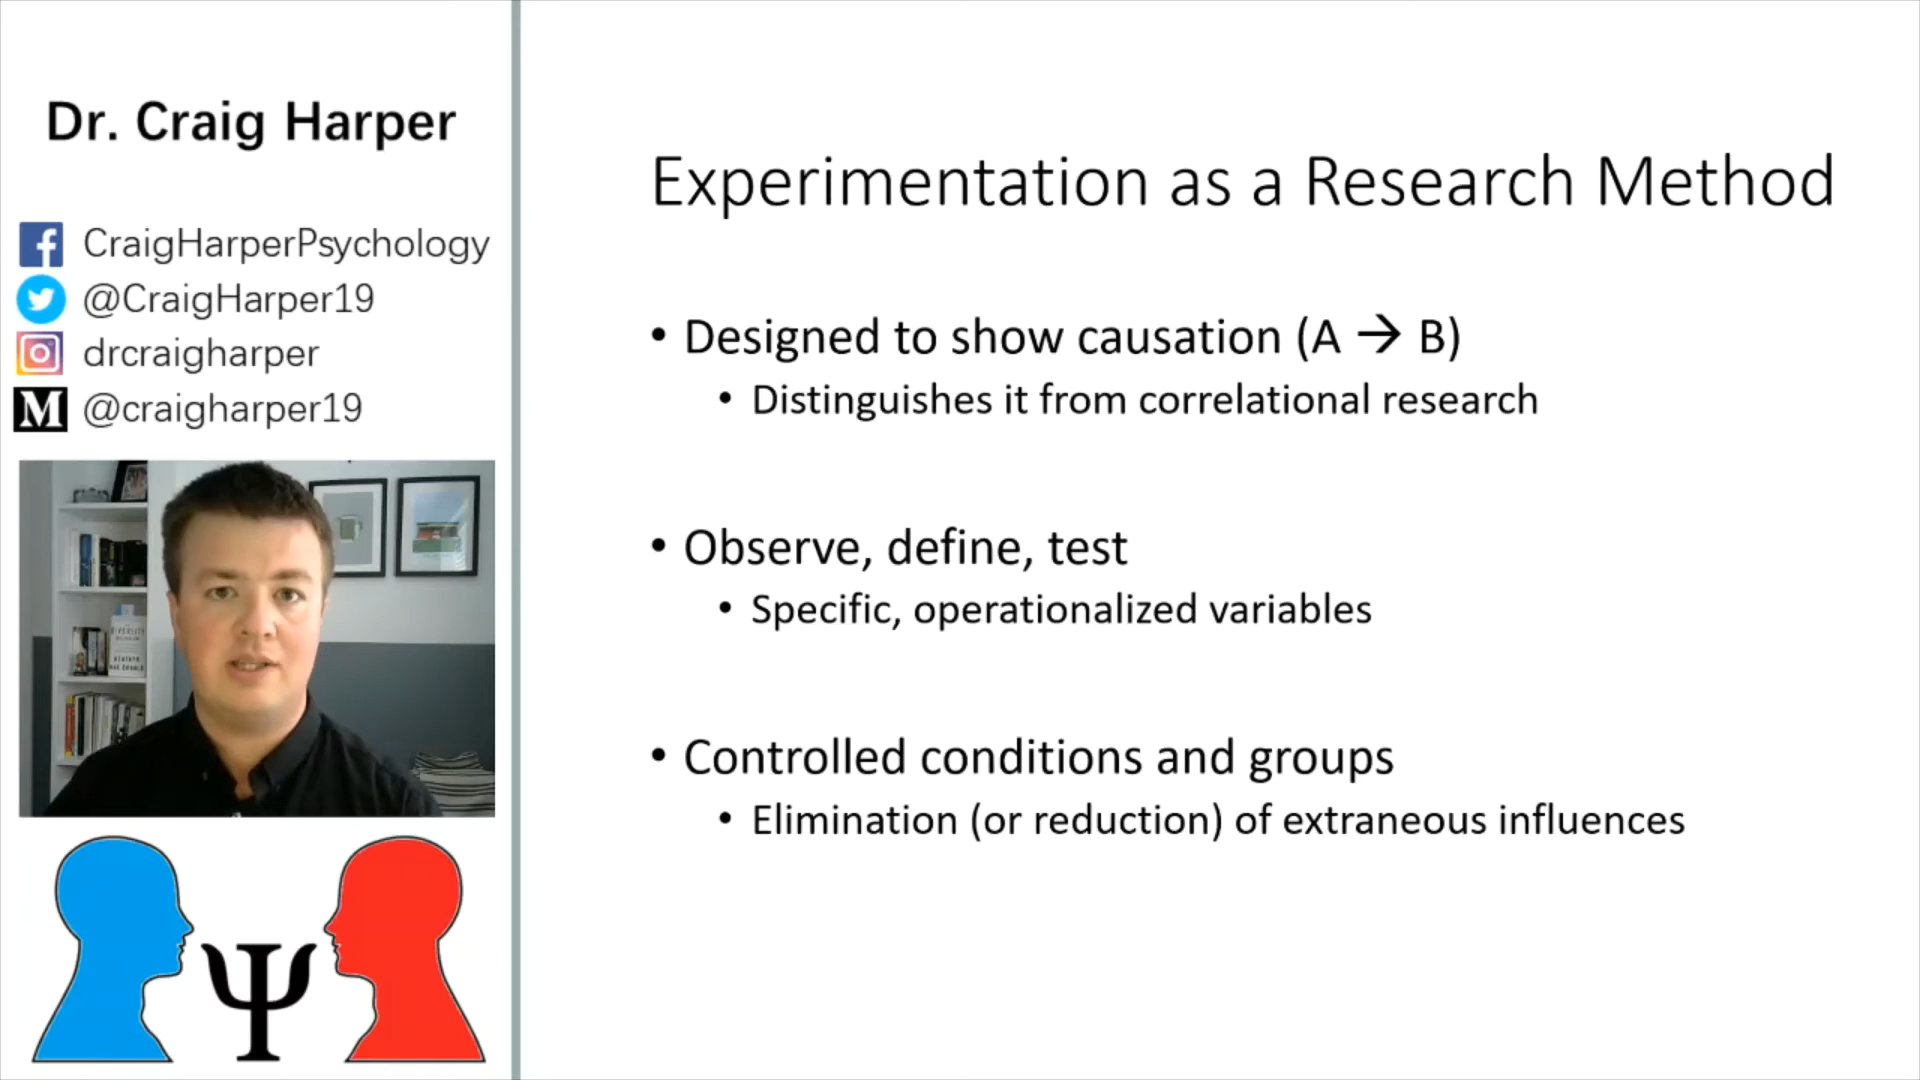 Dr. Craig Harper
CraigHarperPsychology
@CraigHarper19
drcraigharper
M @craigharper19
Ψ
Experimentation as a Research Method
• Designed to show causation (A → B)
• Distinguishes it from correlational research
• Observe, define, test
• Specific, operationalized variables
• Controlled conditions and groups
• Elimination (or reduction) of extraneous influences